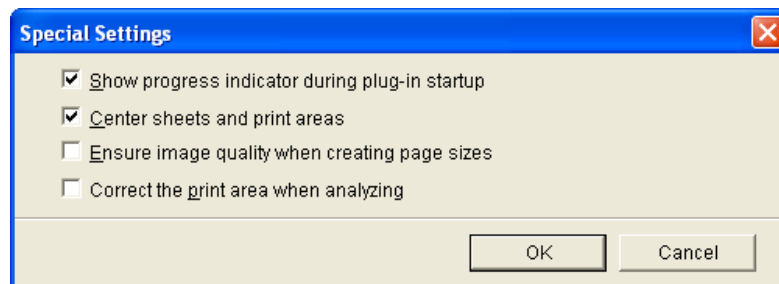 Special Settings
Show progress indicator during plug-in startup
Center sheets and print areas
Ensure image quality when creating page sizes
Correct the print area when analyzing
OK Cancel